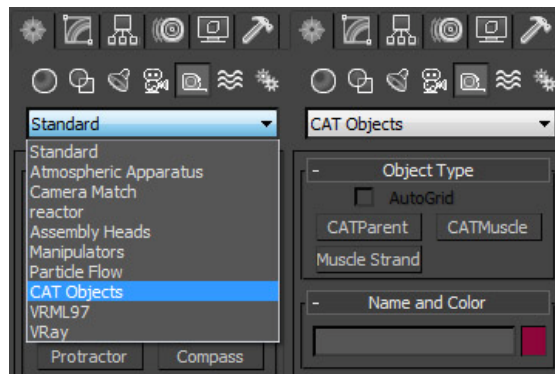 Standard
Standard
Atmospheric Apparatus
Camera Match
reactor
Assembly Heads
Manipulators
Particle Flow
CAT Objects
VRML97
VRay
Protractor Compass
CAT Objects
- Object Type
AutoGrid
CATParent CATMuscle
Muscle Strand
- Name and Color